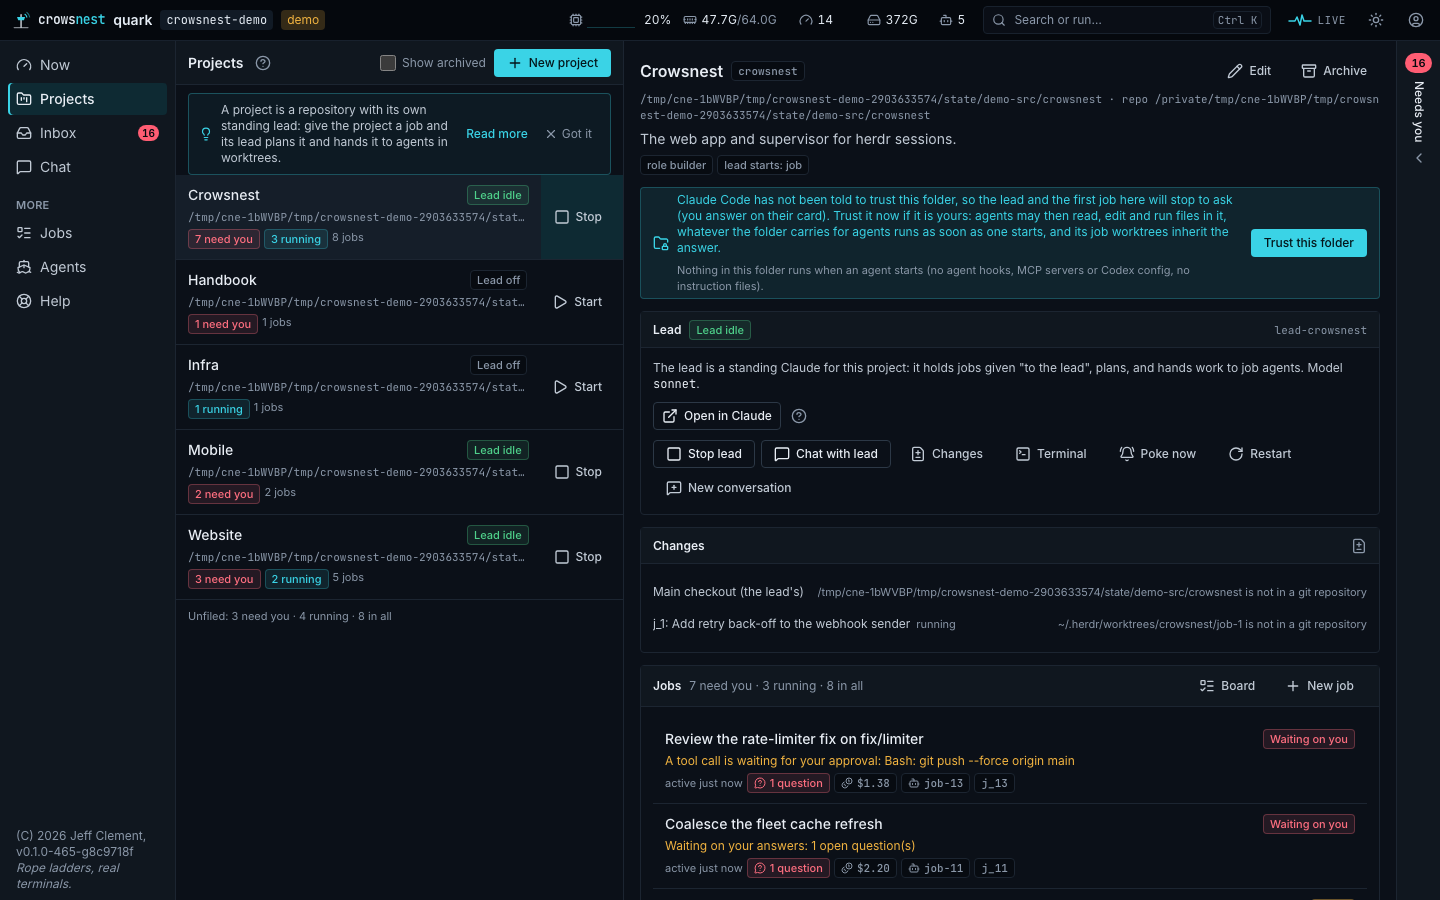 crowsnest quark crowsnest-demo demo
20% 47.7G/64.0G 14 372G 5
Search or run... Ctrl K
LIVE
Now
Projects
Inbox 16
Chat
MORE
Jobs
Agents
Help
(C) 2026 Jeff Clement,
v0.1.0-465-g8c9718f
Rope ladders, real
terminals.
Projects
Show archived
New project
A project is a repository with its own
standing lead: give the project a job and
its lead plans it and hands it to agents in
worktrees.
Read more
Got it
Crowsnest Lead idle
/tmp/cne-1bWVBP/tmp/crowsnest-demo-2903633574/stat…
7 need you 3 running 8 jobs
Stop
Handbook Lead off
/tmp/cne-1bWVBP/tmp/crowsnest-demo-2903633574/stat…
1 need you 1 jobs
Start
Infra Lead off
/tmp/cne-1bWVBP/tmp/crowsnest-demo-2903633574/stat…
1 running 1 jobs
Start
Mobile Lead idle
/tmp/cne-1bWVBP/tmp/crowsnest-demo-2903633574/stat…
2 need you 2 jobs
Stop
Website Lead idle
/tmp/cne-1bWVBP/tmp/crowsnest-demo-2903633574/stat…
3 need you 2 running 5 jobs
Stop
Unfiled: 3 need you · 4 running · 8 in all
Crowsnest crowsnest
Edit
Archive
/tmp/cne-1bWVBP/tmp/crowsnest-demo-2903633574/state/demo-src/crowsnest · repo /private/tmp/cne-1bWVBP/tmp/crowsn
est-demo-2903633574/state/demo-src/crowsnest
The web app and supervisor for herdr sessions.
role builder lead starts: job
Claude Code has not been told to trust this folder, so the lead and the first job here will stop to ask
(you answer on their card). Trust it now if it is yours: agents may then read, edit and run files in it,
whatever the folder carries for agents runs as soon as one starts, and its job worktrees inherit the
answer.
Nothing in this folder runs when an agent starts (no agent hooks, MCP servers or Codex config, no
instruction files).
Trust this folder
Lead Lead idle lead-crowsnest
The lead is a standing Claude for this project: it holds jobs given "to the lead", plans, and hands work to job agents. Model
sonnet.
Open in Claude
Stop lead Chat with lead Changes Terminal Poke now Restart
New conversation
Changes
Main checkout (the lead's) /tmp/cne-1bWVBP/tmp/crowsnest-demo-2903633574/state/demo-src/crowsnest is not in a git repository
j_1: Add retry back-off to the webhook sender running ~/.herdr/worktrees/crowsnest/job-1 is not in a git repository
Jobs 7 need you · 3 running · 8 in all
Board
New job
Review the rate-limiter fix on fix/limiter Waiting on you
A tool call is waiting for your approval: Bash: git push --force origin main
active just now 1 question $1.38 job-13 j_13
Coalesce the fleet cache refresh Waiting on you
Waiting on your answers: 1 open question(s)
active just now 1 question $2.20 job-11 j_11
16
Needs you